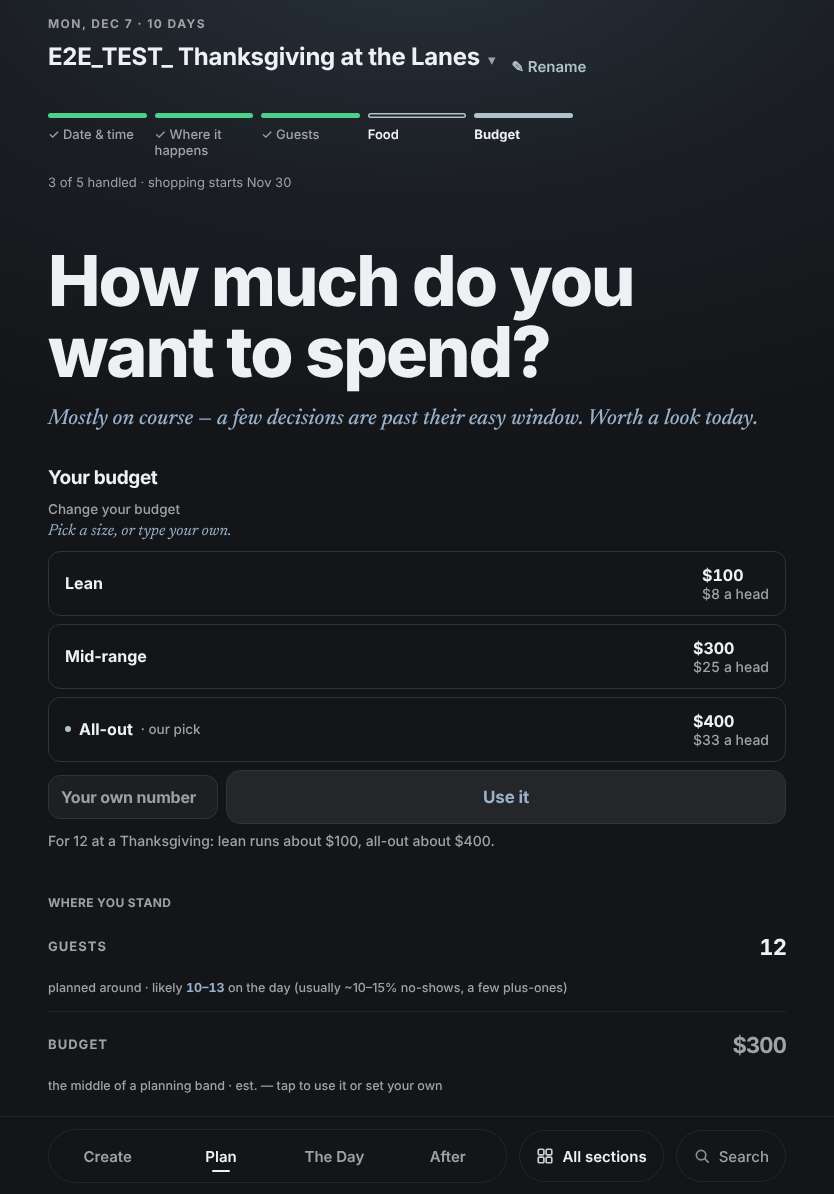 MON, DEC 7 · 10 DAYS
E2E_TEST_ Thanksgiving at the Lanes ▾ ✎ Rename
✓ Date & time
✓ Where it happens
✓ Guests
Food
Budget
3 of 5 handled · shopping starts Nov 30
How much do you
want to spend?
Mostly on course — a few decisions are past their easy window. Worth a look today.
Your budget
Change your budget
Pick a size, or type your own.
Lean
$100
$8 a head
Mid-range
$300
$25 a head
All-out · our pick
$400
$33 a head
Your own number
Use it
For 12 at a Thanksgiving: lean runs about $100, all-out about $400.
WHERE YOU STAND
GUESTS
12
planned around · likely 10–13 on the day (usually ~10–15% no-shows, a few plus-ones)
BUDGET
$300
the middle of a planning band · est. — tap to use it or set your own
Create
Plan
The Day
After
All sections
Search